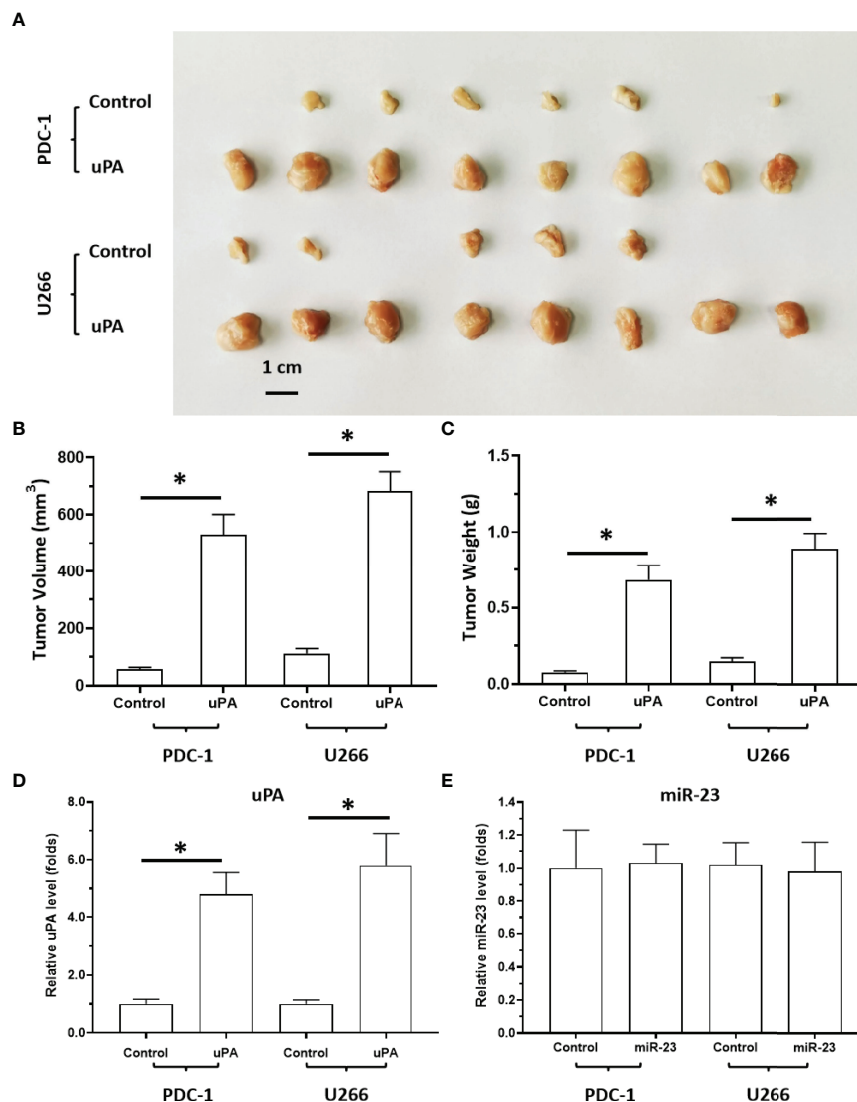 A
PDC-1
Control
uPA
U266
Control
uPA
1 cm
B
Tumor Volume (mm³)
800
600
400
200
0
*
*
Control
uPA
Control
uPA
PDC-1
U266
C
Tumor Weight (g)
1.5
1.0
0.5
0.0
*
*
Control
uPA
Control
uPA
PDC-1
U266
D
uPA
Relative uPA level (folds)
8.0
6.0
4.0
2.0
0.0
*
*
Control
uPA
Control
uPA
PDC-1
U266
E
miR-23
Relative miR-23 level (folds)
1.4
1.2
1.0
0.8
0.6
0.4
0.2
0.0
Control
miR-23
Control
miR-23
PDC-1
U266